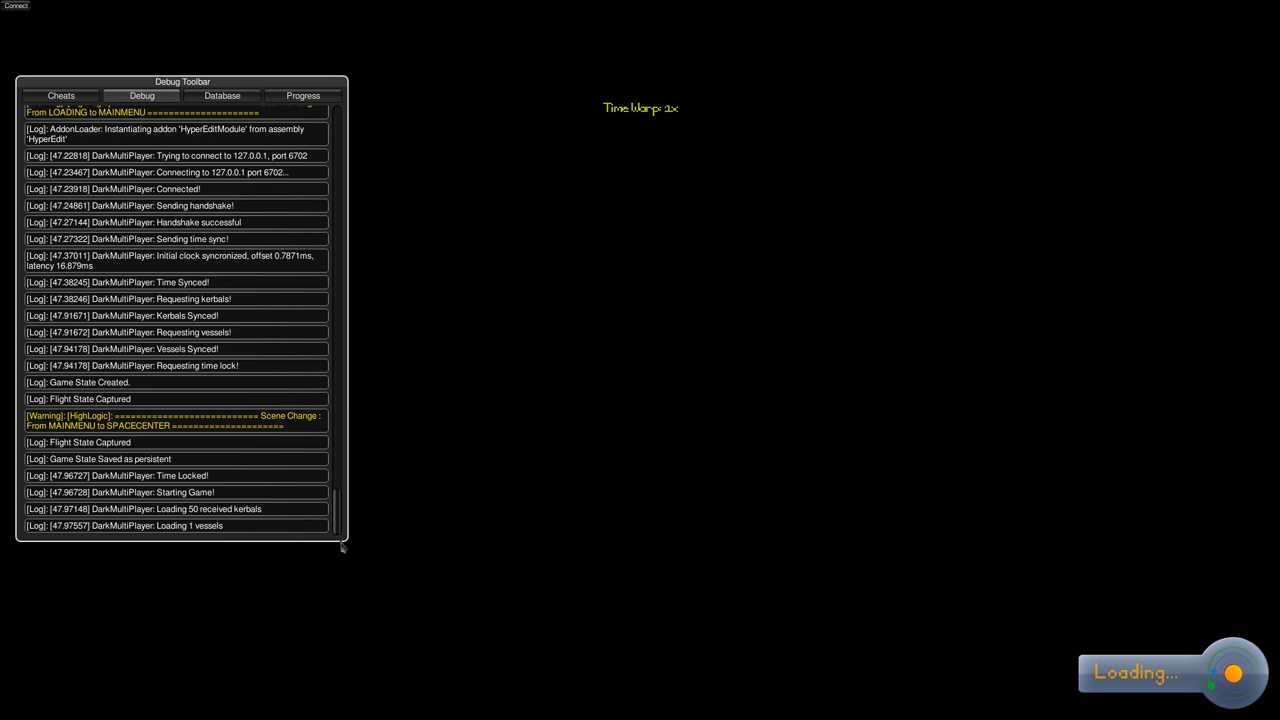 Connect
Debug Toolbar
Cheats
Debug
Database
Progress
From LOADING to MAINMENU =====================
[Log]: AddonLoader: Instantiating addon 'HyperEditModule' from assembly
'HyperEdit'
[Log]: [47.22818] DarkMultiPlayer: Trying to connect to 127.0.0.1, port 6702
[Log]: [47.23467] DarkMultiPlayer: Connecting to 127.0.0.1 port 6702...
[Log]: [47.23918] DarkMultiPlayer: Connected!
[Log]: [47.24861] DarkMultiPlayer: Sending handshake!
[Log]: [47.27144] DarkMultiPlayer: Handshake successful
[Log]: [47.27322] DarkMultiPlayer: Sending time sync!
[Log]: [47.37011] DarkMultiPlayer: Initial clock syncronized, offset 0.7871ms,
latency 16.879ms
[Log]: [47.38245] DarkMultiPlayer: Time Synced!
[Log]: [47.38246] DarkMultiPlayer: Requesting kerbals!
[Log]: [47.91671] DarkMultiPlayer: Kerbals Synced!
[Log]: [47.91672] DarkMultiPlayer: Requesting vessels!
[Log]: [47.94178] DarkMultiPlayer: Vessels Synced!
[Log]: [47.94178] DarkMultiPlayer: Requesting time lock!
[Log]: Game State Created.
[Log]: Flight State Captured
[Warning]: [HighLogic]: =========================== Scene Change :
From MAINMENU to SPACECENTER =====================
[Log]: Flight State Captured
[Log]: Game State Saved as persistent
[Log]: [47.96727] DarkMultiPlayer: Time Locked!
[Log]: [47.96728] DarkMultiPlayer: Starting Game!
[Log]: [47.97148] DarkMultiPlayer: Loading 50 received kerbals
[Log]: [47.97557] DarkMultiPlayer: Loading 1 vessels
Time Warp: 1x
Loading...